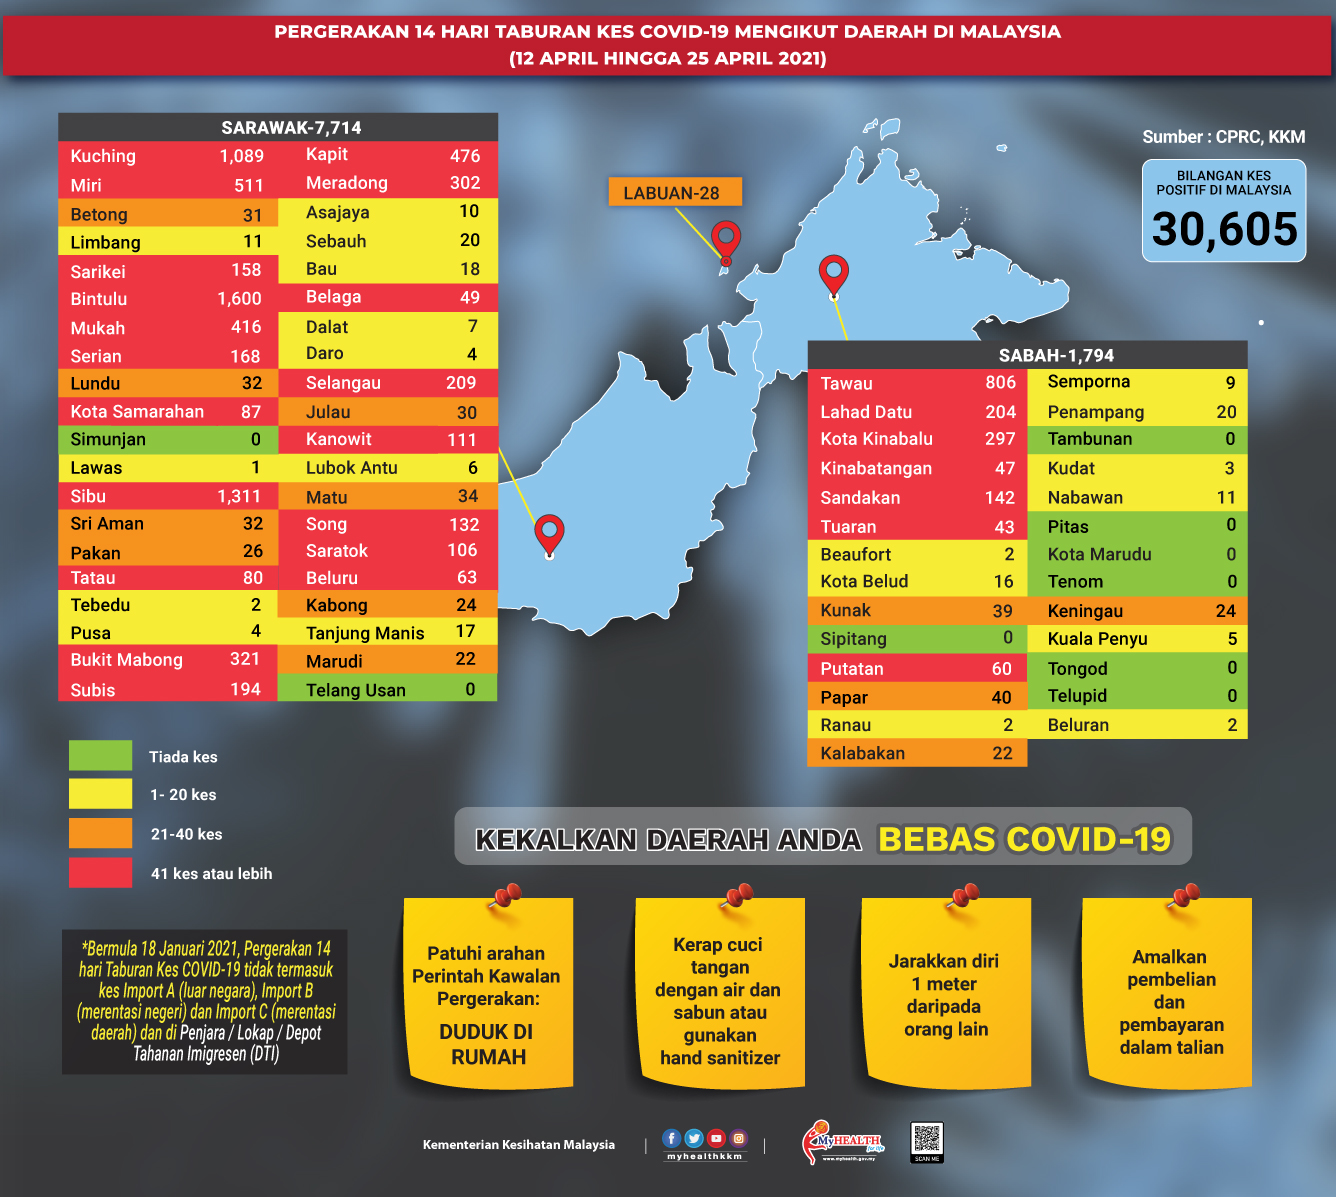 PERGERAKAN 14 HARI TABURAN KES COVID-19 MENGIKUT DAERAH DI MALAYSIA
(12 APRIL HINGGA 25 APRIL 2021)
Sumber : CPRC, KKM
BILANGAN KES
POSITIF DI MALAYSIA
30,605
LABUAN-28
SARAWAK-7,714
Kuching 1,089 Kapit 476
Miri 511 Meradong 302
Betong 31 Asajaya 10
Limbang 11 Sebauh 20
Sarikei 158 Bau 18
Bintulu 1,600 Belaga 49
Mukah 416 Dalat 7
Serian 168 Daro 4
Lundu 32 Selangau 209
Kota Samarahan 87 Julau 30
Simunjan 0 Kanowit 111
Lawas 1 Lubok Antu 6
Sibu 1,311 Matu 34
Sri Aman 32 Song 132
Pakan 26 Saratok 106
Tatau 80 Beluru 63
Tebedu 2 Kabong 24
Pusa 4 Tanjung Manis 17
Bukit Mabong 321 Marudi 22
Subis 194 Telang Usan 0
SABAH-1,794
Tawau 806 Semporna 9
Lahad Datu 204 Penampang 20
Kota Kinabalu 297 Tambunan 0
Kinabatangan 47 Kudat 3
Sandakan 142 Nabawan 11
Tuaran 43 Pitas 0
Beaufort 2 Kota Marudu 0
Kota Belud 16 Tenom 0
Kunak 39 Keningau 24
Sipitang 0 Kuala Penyu 5
Putatan 60 Tongod 0
Papar 40 Telupid 0
Ranau 2 Beluran 2
Kalabakan 22
Tiada kes
1- 20 kes
21-40 kes
41 kes atau lebih
*Bermula 18 Januari 2021, Pergerakan 14
hari Taburan Kes COVID-19 tidak termasuk
kes Import A (luar negara), Import B
(merentasi negeri) dan Import C (merentasi
daerah) dan di Penjara / Lokap / Depot
Tahanan Imigresen (DTI)
KEKALKAN DAERAH ANDA BEBAS COVID-19
Patuhi arahan
Perintah Kawalan
Pergerakan:
DUDUK DI
RUMAH
Kerap cuci
tangan
dengan air dan
sabun atau
gunakan
hand sanitizer
Jarakkan diri
1 meter
daripada
orang lain
Amalkan
pembelian
dan
pembayaran
dalam talian
Kementerian Kesihatan Malaysia
myhealthkkm
MyHEALTH
for life
www.myhealth.gov.my
SCAN ME